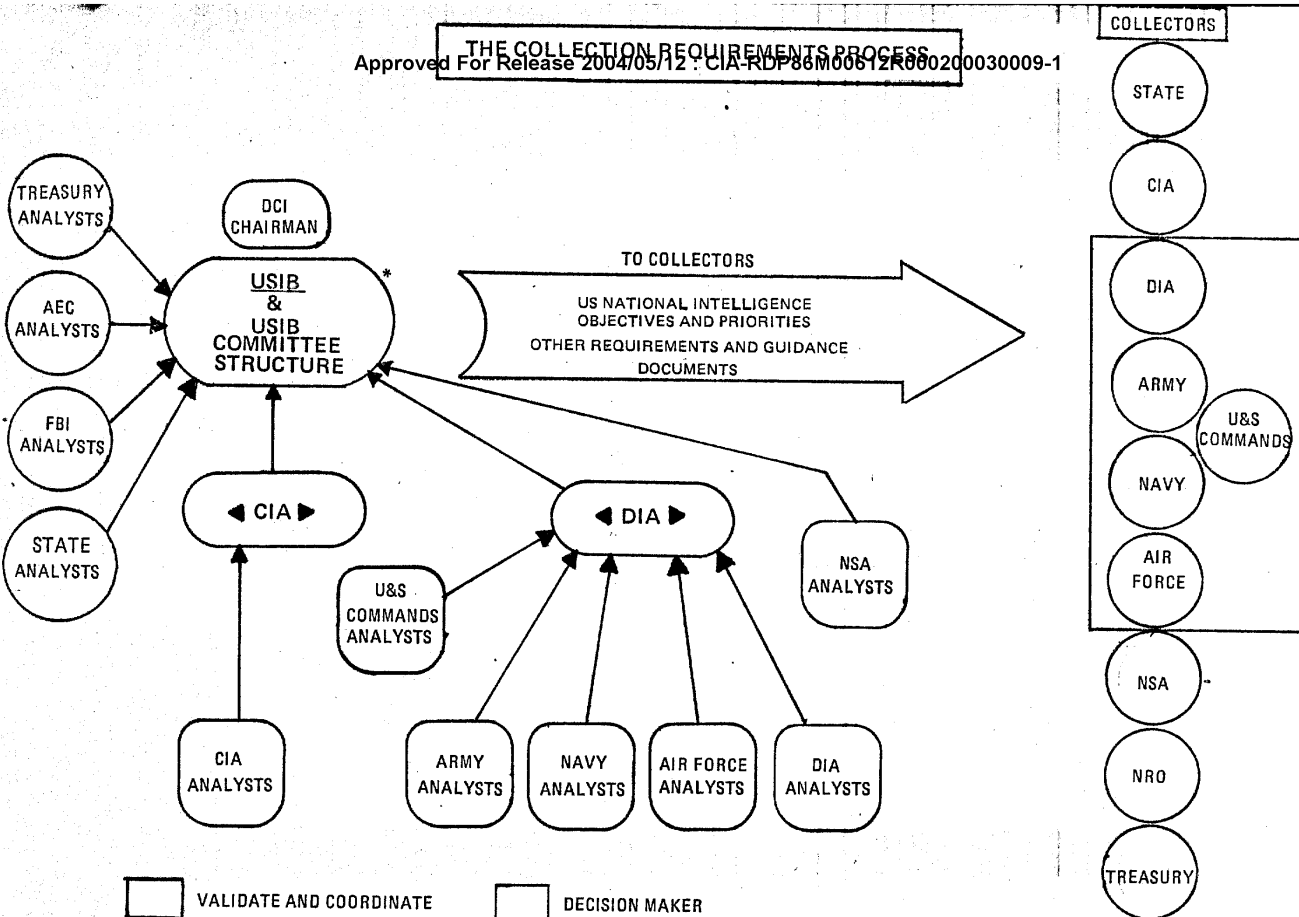 THE COLLECTION REQUIREMENTS PROCESS
Approved For Release 2004/05/12 : CIA-RDP86M00612R000200030009-1
COLLECTORS
STATE
CIA
DIA
ARMY
U&S
COMMANDS
NAVY
AIR
FORCE
NSA
NRO
TREASURY
TREASURY
ANALYSTS
AEC
ANALYSTS
FBI
ANALYSTS
STATE
ANALYSTS
DCI
CHAIRMAN
USIB
&
USIB
COMMITTEE
STRUCTURE
*
TO COLLECTORS
US NATIONAL INTELLIGENCE
OBJECTIVES AND PRIORITIES
OTHER REQUIREMENTS AND GUIDANCE
DOCUMENTS
◀ CIA ▶
◀ DIA ▶
U&S
COMMANDS
ANALYSTS
NSA
ANALYSTS
CIA
ANALYSTS
ARMY
ANALYSTS
NAVY
ANALYSTS
AIR FORCE
ANALYSTS
DIA
ANALYSTS
VALIDATE AND COORDINATE
DECISION MAKER